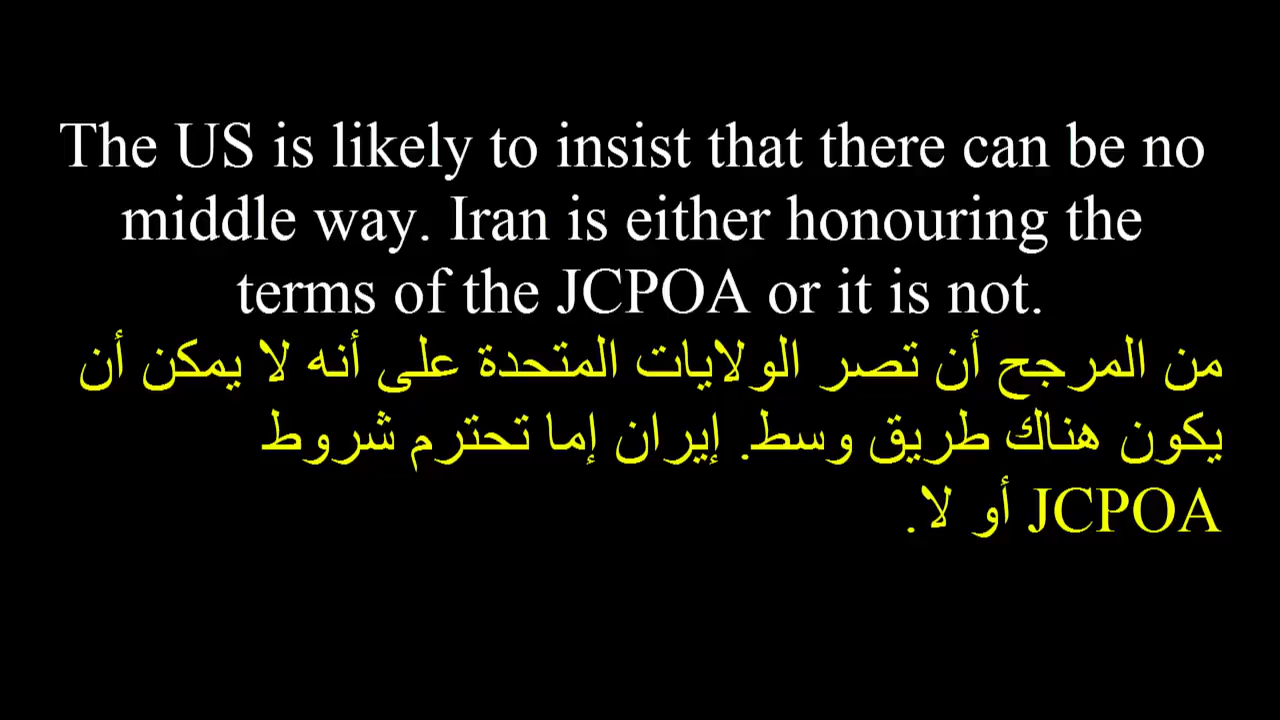 The US is likely to insist that there can be no
middle way. Iran is either honouring the
terms of the JCPOA or it is not.
من المرجح أن تصر الولايات المتحدة على أنه لا يمكن أن
يكون هناك طريق وسط. إيران إما تحترم شروط
JCPOA أو لا.